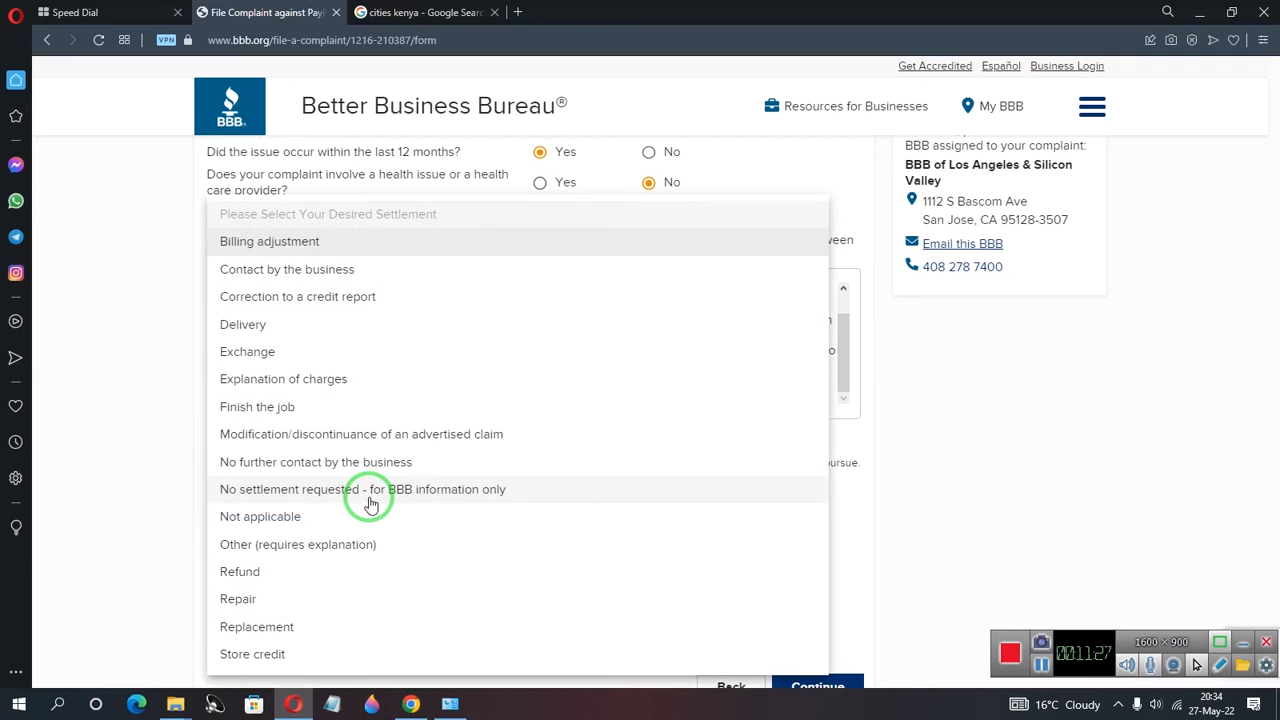 Speed Dial
File Complaint against PayP
cities kenya - Google Search
VPN
www.bbb.org/file-a-complaint/1216-210387/form
Get Accredited Español Business Login
BBB
Better Business Bureau®
Resources for Businesses
My BBB
Did the issue occur within the last 12 months?
Yes
No
Does your complaint involve a health issue or a health
care provider?
Yes
No
Please Select Your Desired Settlement
Billing adjustment
Contact by the business
Correction to a credit report
Delivery
Exchange
Explanation of charges
Finish the job
Modification/discontinuance of an advertised claim
No further contact by the business
No settlement requested - for BBB information only
Not applicable
Other (requires explanation)
Refund
Repair
Replacement
Store credit
Back
Continue
BBB assigned to your complaint:
BBB of Los Angeles & Silicon
Valley
1112 S Bascom Ave
San Jose, CA 95128-3507
Email this BBB
408 278 7400
1600 × 900
00:11:27
16°C Cloudy
20:34
27-May-22